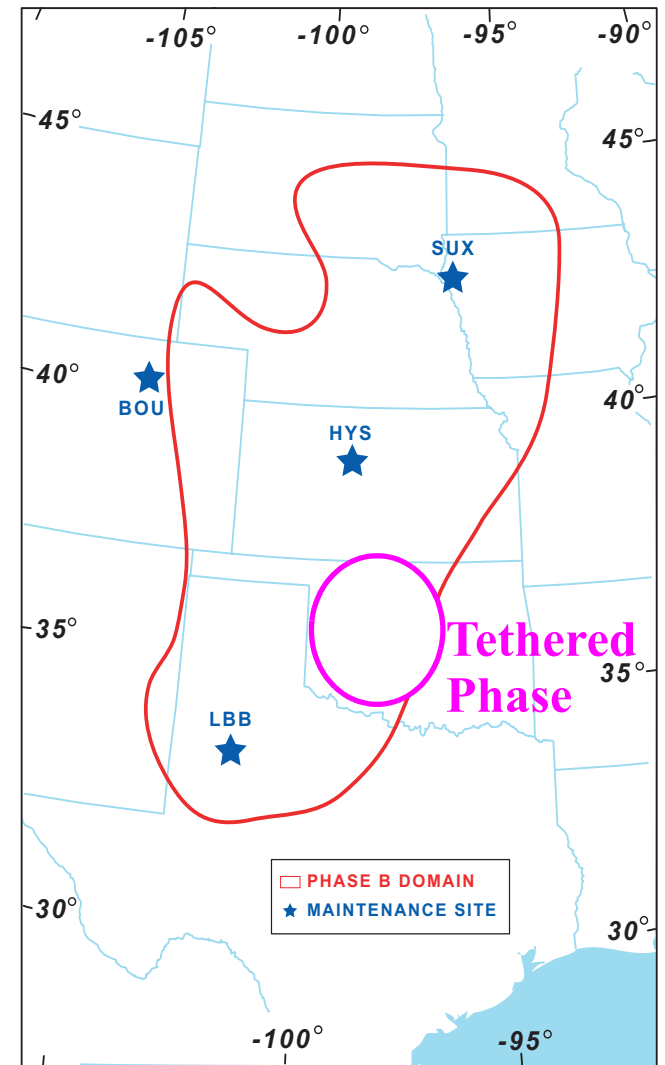 -105° -100° -95° -90°
45° 45°
SUX
40° 40°
BOU
HYS
35° Tethered
Phase 35°
LBB
PHASE B DOMAIN
MAINTENANCE SITE
30° 30°
-100° -95°